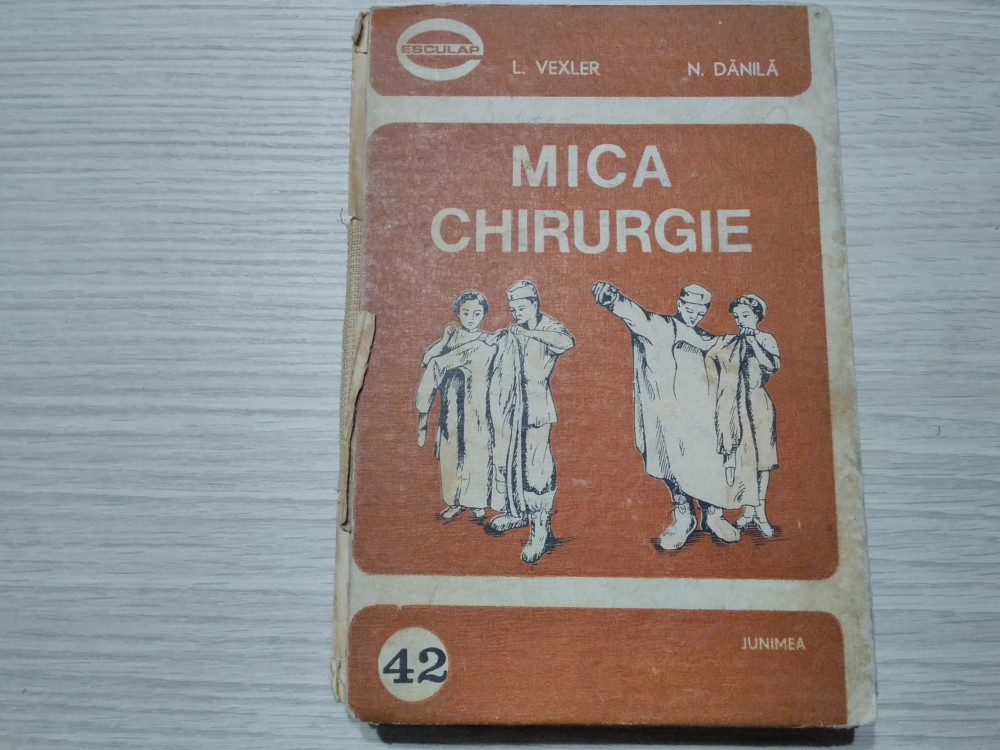 ESCULAP
L. VEXLER N. DĂNILĂ
MICA
CHIRURGIE
42
JUNIMEA